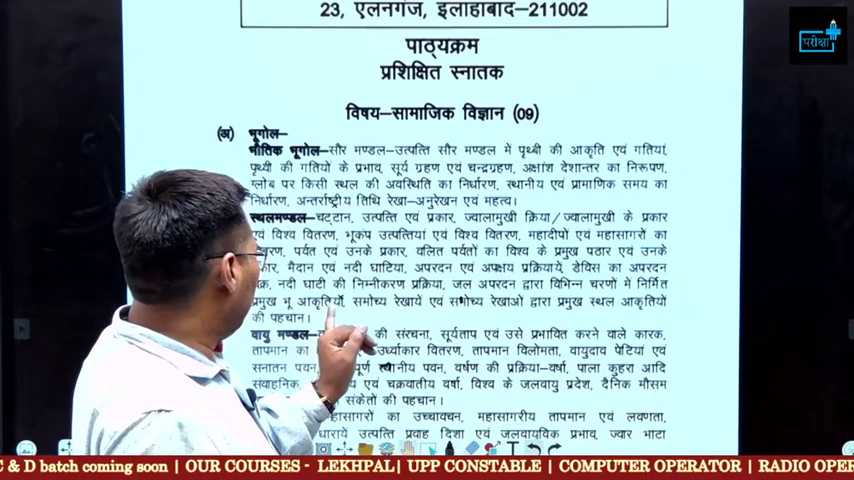 23, एलनगंज, इलाहाबाद–211002
परीक्षा
पाठ्यक्रम
प्रशिक्षित स्नातक
विषय–सामाजिक विज्ञान (09)
(अ) भूगोल–
भौतिक भूगोल–सौर मण्डल–उत्पत्ति सौर मण्डल में पृथ्वी की आकृति एवं गतियां,
पृथ्वी की गतियों के प्रभाव, सूर्य ग्रहण एवं चन्द्रग्रहण, अक्षांश देशान्तर का निरूपण,
ग्लोब पर किसी स्थल की अवस्थिति का निर्धारण, स्थानीय एवं प्रामाणिक समय का
निर्धारण, अन्तर्राष्ट्रीय तिथि रेखा–अनुरेखन एवं महत्व।
स्थलमण्डल–चट्टान, उत्पत्ति एवं प्रकार, ज्वालामुखी क्रिया/ज्वालामुखी के प्रकार
एवं विश्व वितरण, भूकंप उत्पत्तियां एवं विश्व वितरण, महादीपों एवं महासागरों का
पर्वत एवं उनके प्रकार, वलित पर्वतों का विश्व के प्रमुख पठार एवं उनके
मैदान एवं नदी घाटिया, अपरदन एवं अपक्षय प्रक्रियायें, डेविस का अपरदन
नदी घाटी की निम्नीकरण प्रक्रिया, जल अपरदन द्वारा विभिन्न चरणों में निर्मित
प्रमुख भू आकृतियों, समोच्य रेखायें एवं समोच्य रेखाओं द्वारा प्रमुख स्थल आकृतियों
की पहचान।
वायु मण्डल– की संरचना, सूर्यताप एवं उसे प्रभावित करने वाले कारक,
तापमान का उर्ध्वाकार वितरण, तापमान विलोमता, वायुदाव पेटियां एवं
सनातन पवन, स्थानीय पवन, वर्षण की प्रक्रिया–वर्षा, पाला कुहरा आदि
संवाहनिक, एवं चक्रवातीय वर्षा, विश्व के जलवायु प्रदेश, दैनिक मौसम
संकेतों की पहचान।
का उच्चावचन, महासागरीय तापमान एवं लवणता,
धारायें उत्पत्ति प्रवाह दिशा एवं जलवायविक प्रभाव, ज्वार भाटा
C & D batch coming soon | OUR COURSES - LEKHPAL| UPP CONSTABLE | COMPUTER OPERATOR | RADIO OPER